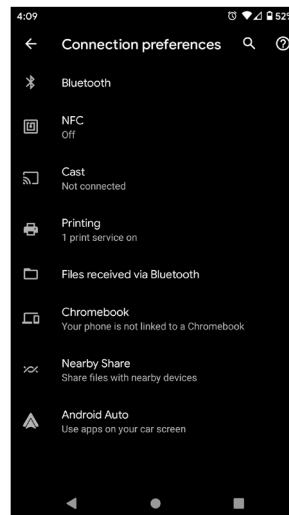 4:09
52%
Connection preferences
Bluetooth
NFC
Off
Cast
Not connected
Printing
1 print service on
Files received via Bluetooth
Chromebook
Your phone is not linked to a Chromebook
Nearby Share
Share files with nearby devices
Android Auto
Use apps on your car screen